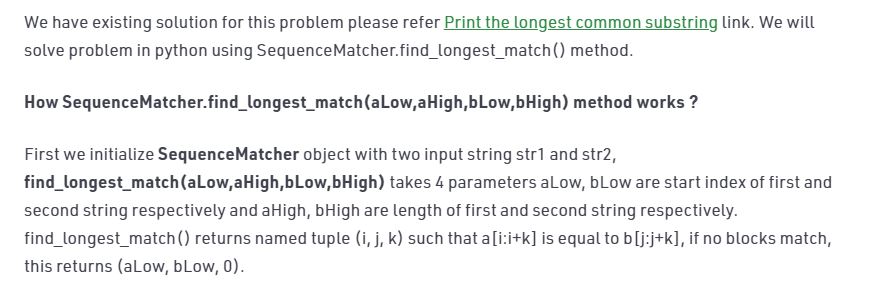 We have existing solution for this problem please refer Print the longest common substring link. We will
solve problem in python using SequenceMatcher.find_longest_match() method.
How SequenceMatcher.find_longest_match(aLow,aHigh,bLow,bHigh) method works ?
First we initialize SequenceMatcher object with two input string str1 and str2,
find_longest_match(aLow,aHigh,bLow,bHigh) takes 4 parameters aLow, bLow are start index of first and
second string respectively and aHigh, bHigh are length of first and second string respectively.
find_longest_match() returns named tuple (i, j, k) such that a[i:i+k] is equal to b[j:j+k], if no blocks match,
this returns (aLow, bLow, 0).